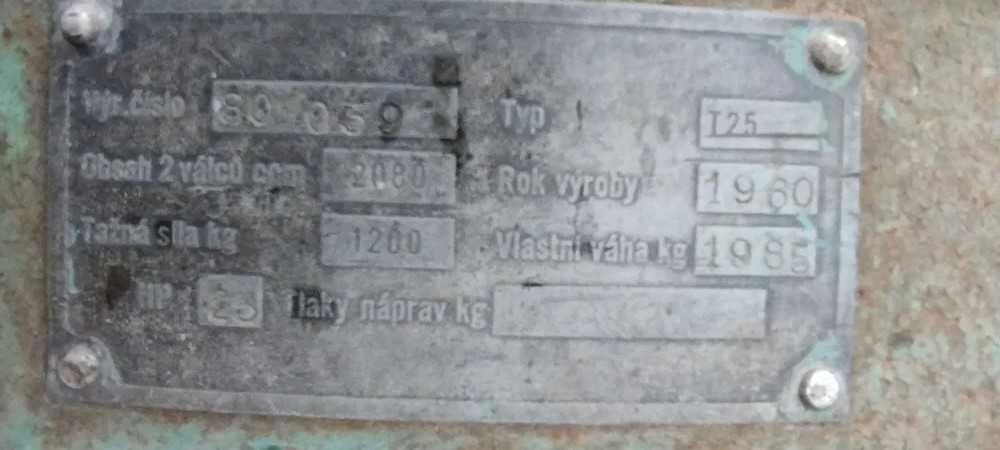 Výr. číslo 80 059 Typ T25
Obsah 2 válců ccm 2080 Rok výroby 1960
Tažná síla kg 1200 Vlastní váha kg 1985
HP 25 Tlaky náprav kg